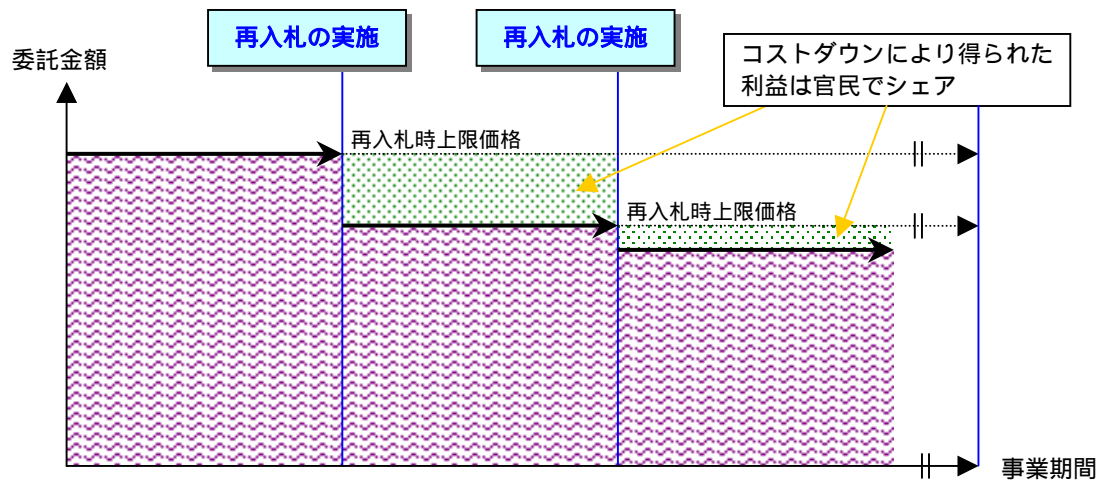 再入札の実施
再入札の実施
委託金額
コストダウンにより得られた
利益は官民でシェア
再入札時上限価格
再入札時上限価格
事業期間